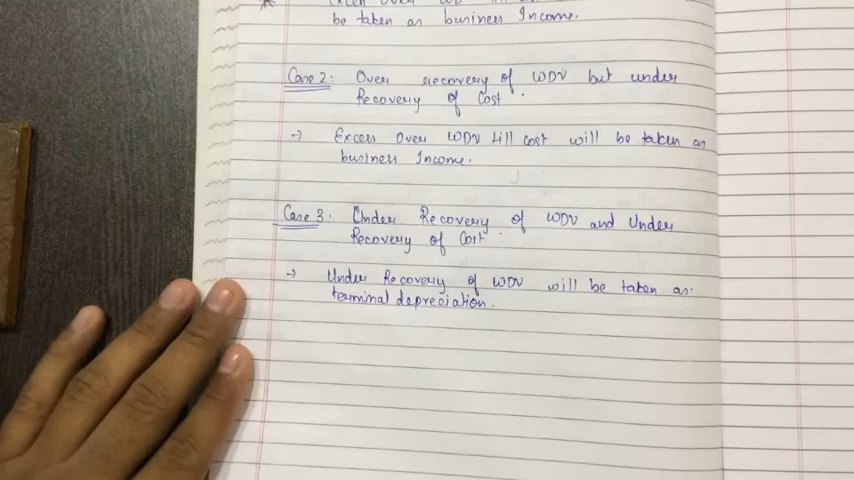 be taken as business Income.
Case 2: Over recovery of WDV but under
Recovery of Cost.
→ Excess Over WDV till cost will be taken as
business Income.
Case 3: Under Recovery of WDV and Under
Recovery of Cost.
→ Under Recovery of WDV will be taken as
terminal depreciation.